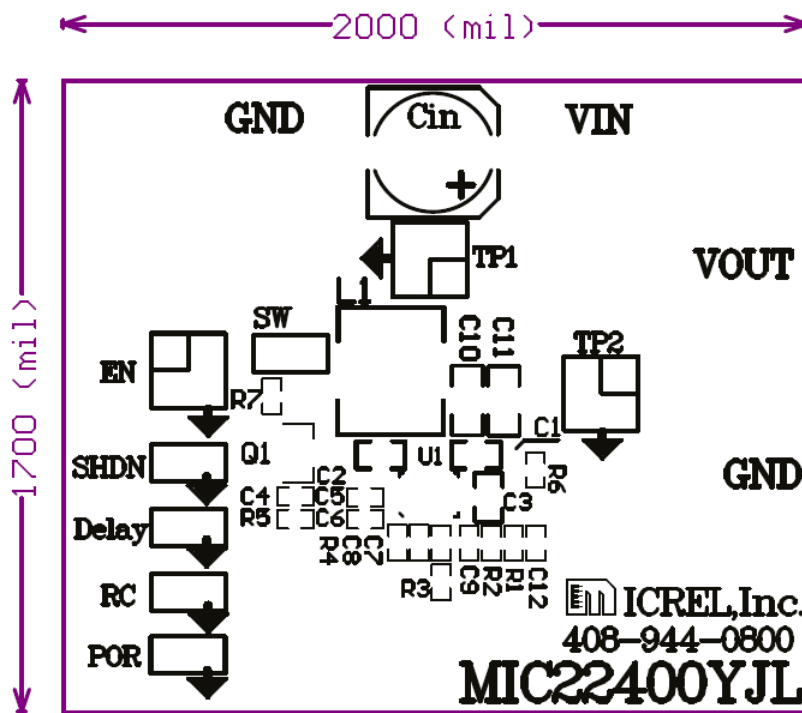 2000 (mil)
1700 (mil)
GND
Cin
VIN
TP1
VOUT
L1
SW
C10
C11
TP2
EN
R7
C1
SHDN
Q1
U1
C2
R6
GND
C4
C5
C3
R5
C6
Delay
R4
C8
C7
R3
C9
R2
R1
C12
RC
ICREL,Inc.
408-944-0800
POR
MIC22400YJL